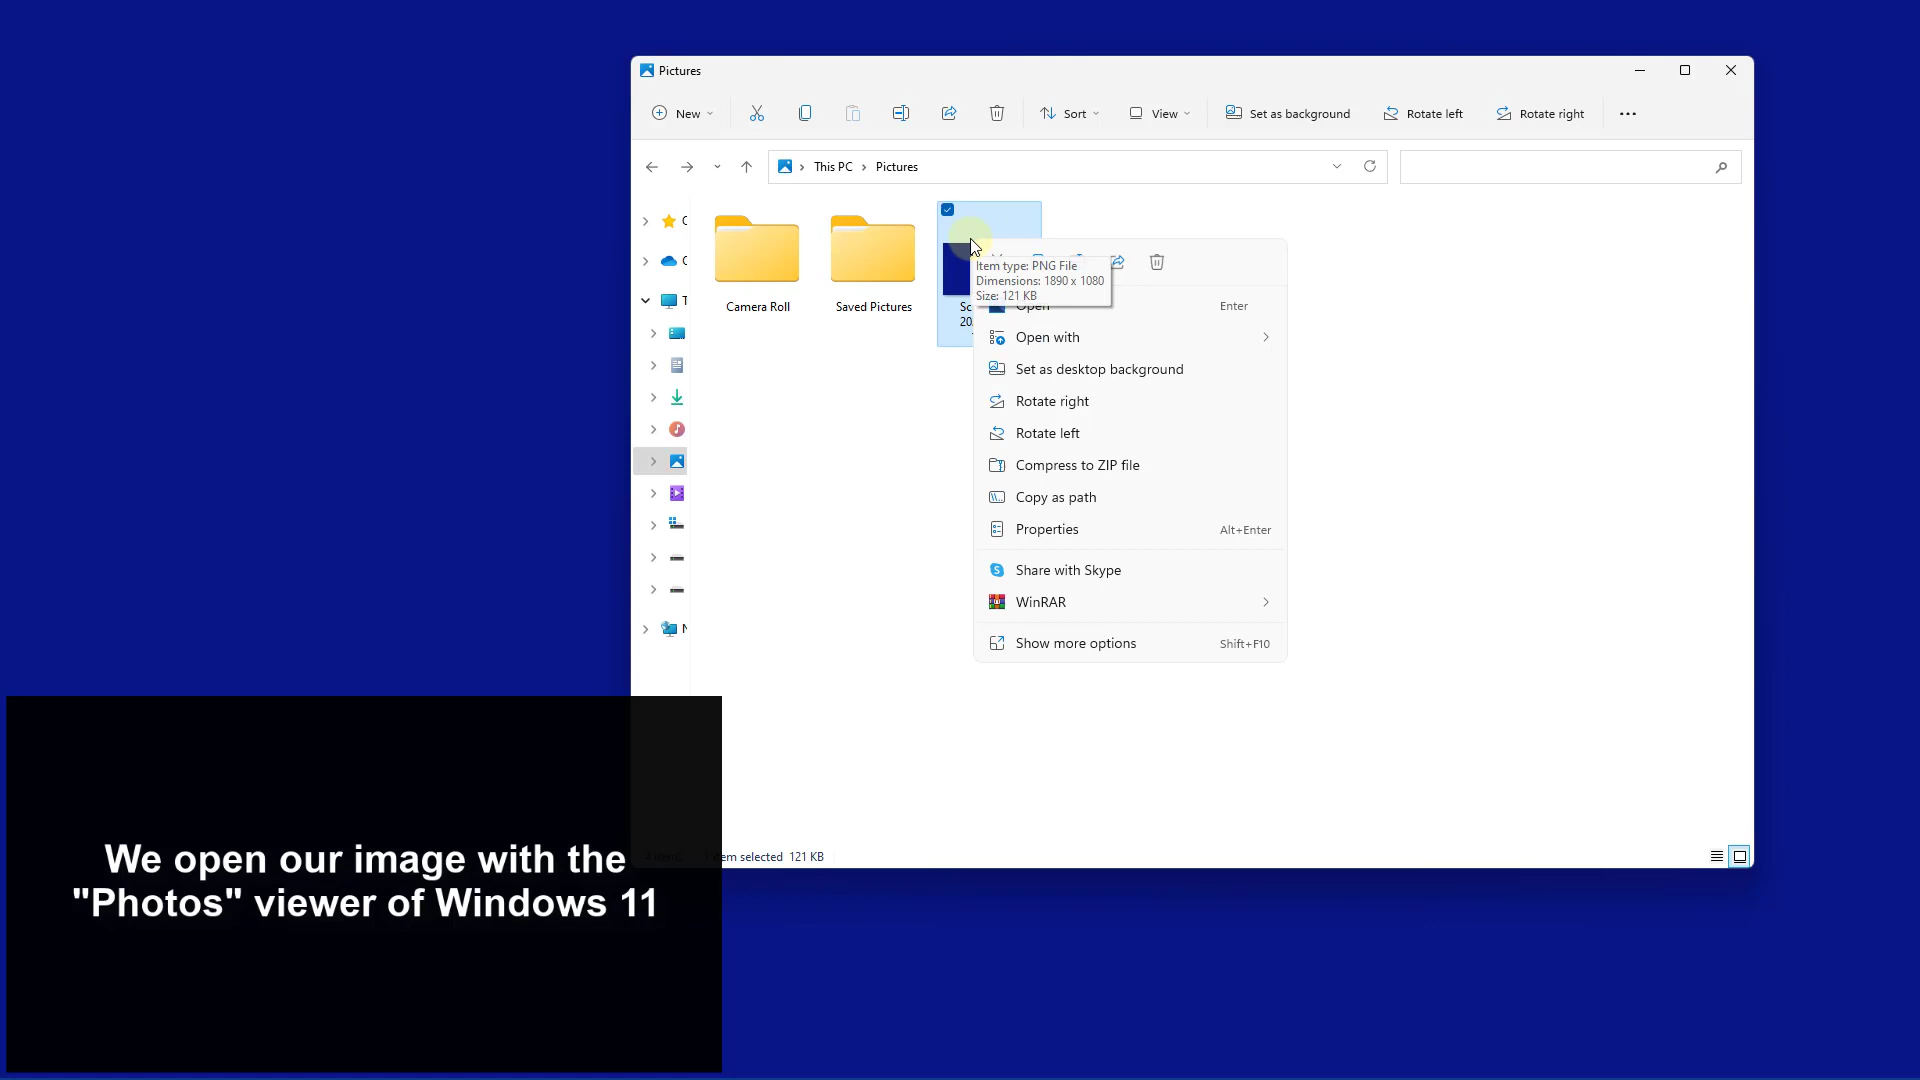 Pictures
New
Sort
View
Set as background
Rotate left
Rotate right
This PC
Pictures
Camera Roll
Saved Pictures
Item type: PNG File
Dimensions: 1890 x 1080
Size: 121 KB
Open
Enter
Open with
Set as desktop background
Rotate right
Rotate left
Compress to ZIP file
Copy as path
Properties
Alt+Enter
Share with Skype
WinRAR
Show more options
Shift+F10
selected 121 KB
We open our image with the
"Photos" viewer of Windows 11